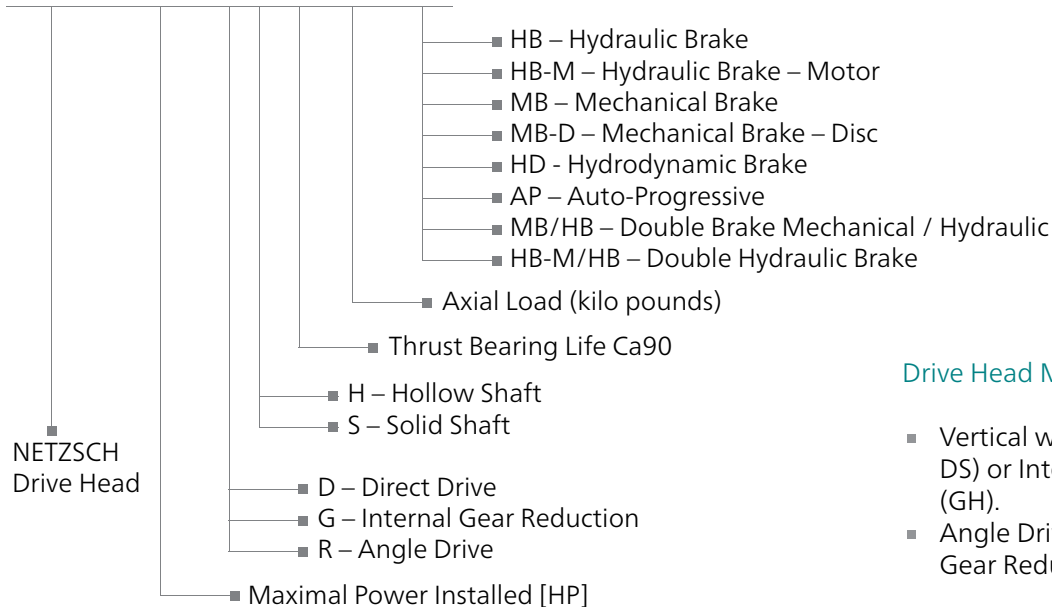 HB – Hydraulic Brake
HB-M – Hydraulic Brake – Motor
MB – Mechanical Brake
MB-D – Mechanical Brake – Disc
HD - Hydrodynamic Brake
AP – Auto-Progressive
MB/HB – Double Brake Mechanical / Hydraulic
HB-M/HB – Double Hydraulic Brake
Axial Load (kilo pounds)
Thrust Bearing Life Ca90
H – Hollow Shaft
S – Solid Shaft
NETZSCH
Drive Head
D – Direct Drive
G – Internal Gear Reduction
R – Angle Drive
Maximal Power Installed [HP]
Drive Head
Vertical
DS) or
(GH).
Angle
Gear